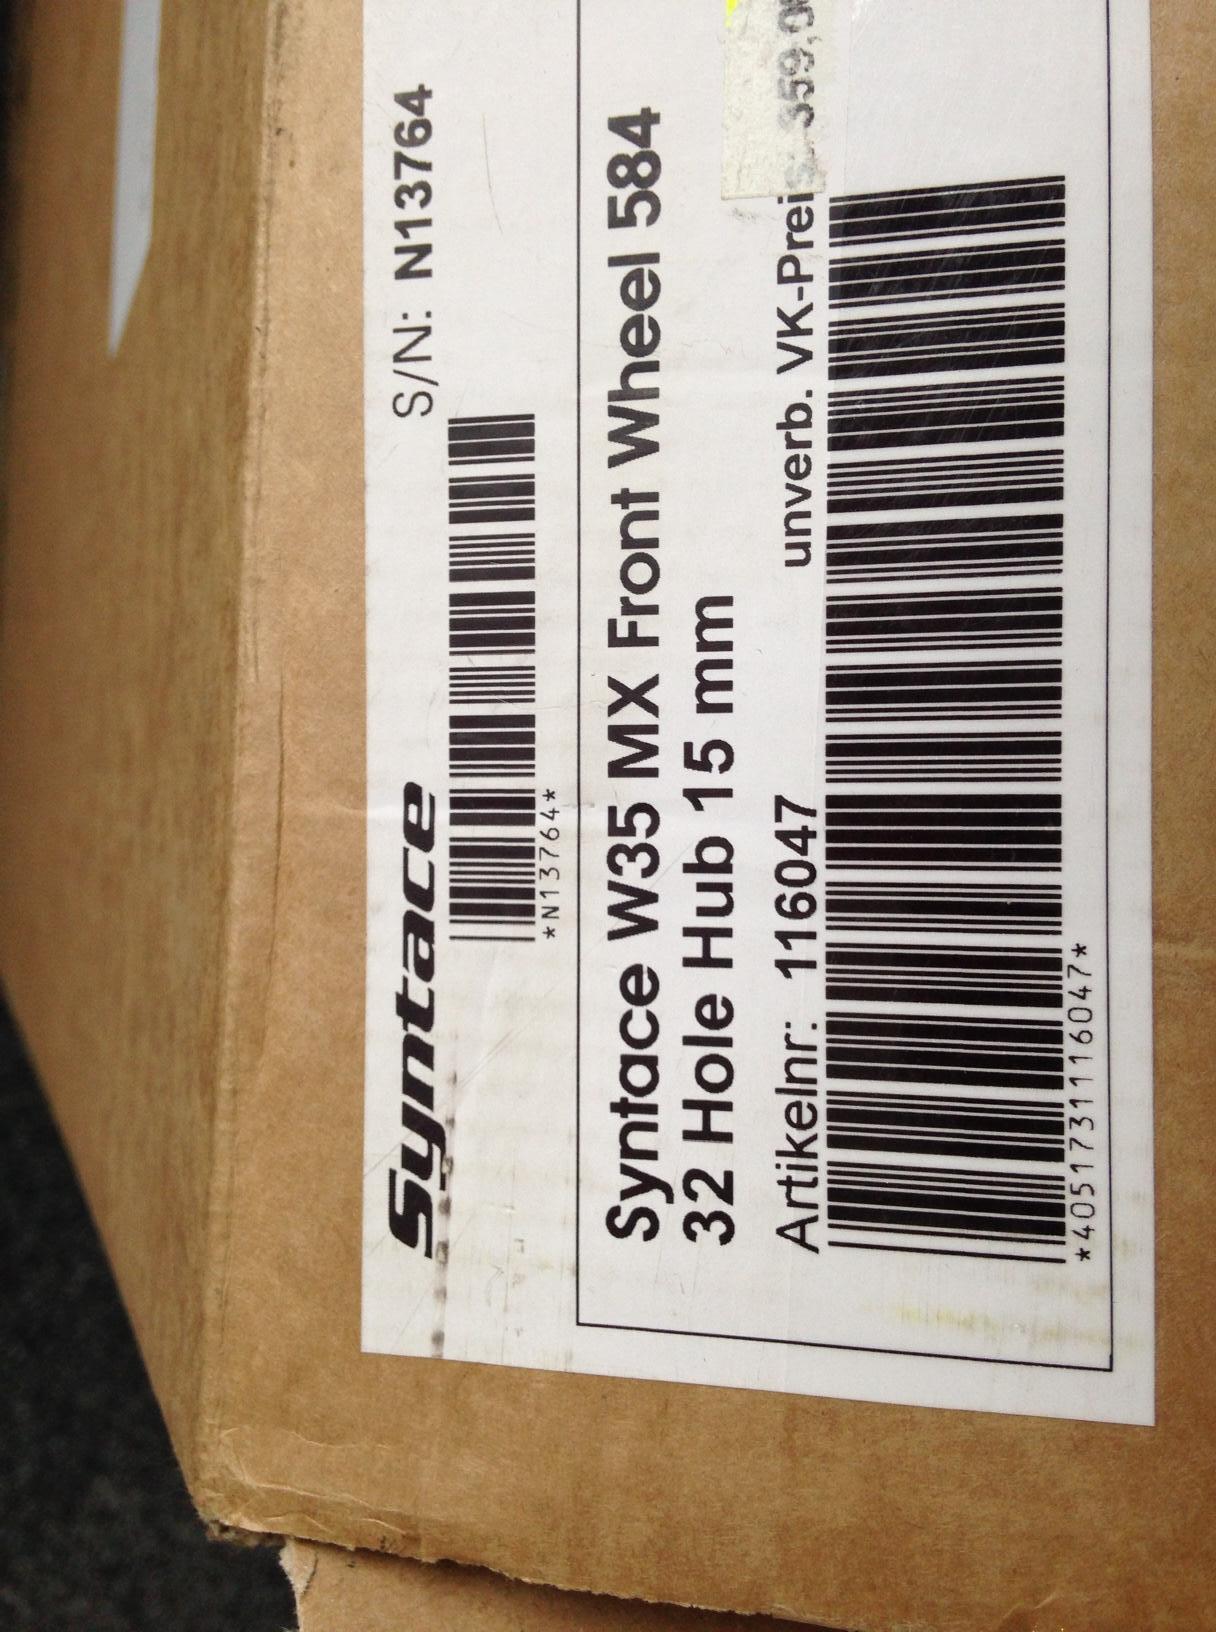 Syntace
S/N: N13764
*N13764*
Syntace W35 MX Front Wheel 584
32 Hole Hub 15 mm
Artikelnr: 116047
unverb. VK-Preis
*4051731116047*